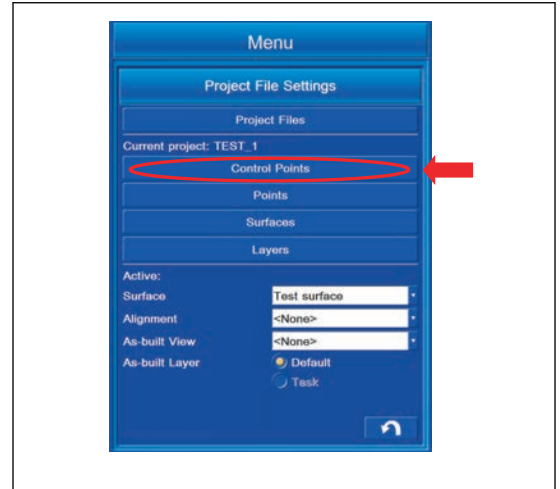 Menu
Project File Settings
Project Files
Current project: TEST_1
Control Points
Points
Surfaces
Layers
Active:
Surface Test surface
Alignment <None>
As-built View <None>
As-built Layer Default
Task